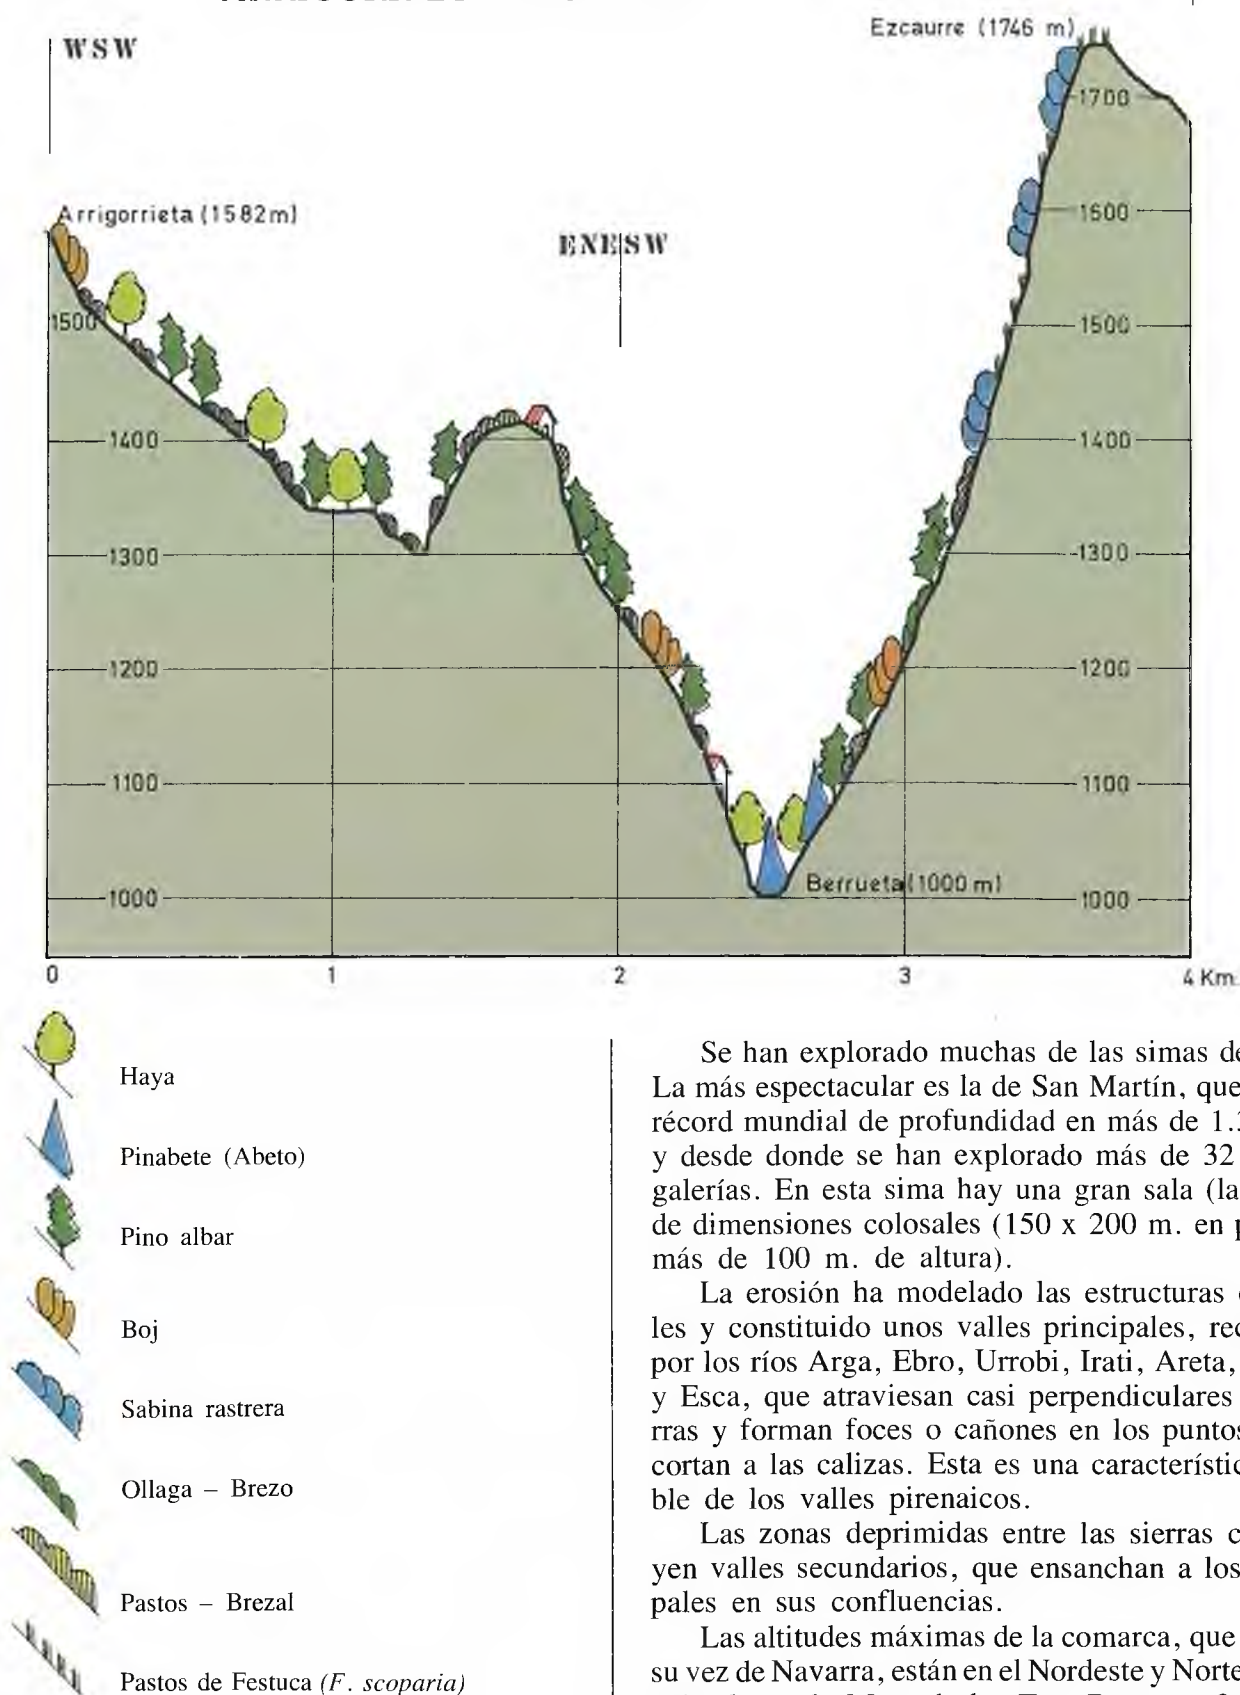 WSW
Ezcaurre (1746 m)
1700
Arrigorrieta (1582m)
1600
ENE SW
1500
1500
1400
1400
1300
1300
1200
1200
1100
1100
Berrueta (1000 m)
1000
1000
0 1 2 3 4 Km.
Haya
Pinabete (Abeto)
Pino albar
Boj
Sabina rastrera
Ollaga – Brezo
Pastos – Brezal
Pastos de Festuca (F. scoparia)
Se han explorado muchas de las simas de
La más espectacular es la de San Martín, que
récord mundial de profundidad en más de 1.3
y desde donde se han explorado más de 32
galerías. En esta sima hay una gran sala (la
de dimensiones colosales (150 x 200 m. en p
más de 100 m. de altura).
La erosión ha modelado las estructuras
les y constituido unos valles principales, rec
por los ríos Arga, Ebro, Urrobi, Irati, Areta,
y Esca, que atraviesan casi perpendiculares
rras y forman foces o cañones en los puntos
cortan a las calizas. Esta es una característic
ble de los valles pirenaicos.
Las zonas deprimidas entre las sierras c
yen valles secundarios, que ensanchan a los
pales en sus confluencias.
Las altitudes máximas de la comarca, que
su vez de Navarra, están en el Nordeste y Norte